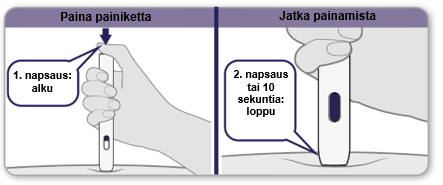 Paina painiketta
1. napsaus:
alku
Jatka painamista
2. napsaus
tai 10
sekuntia:
loppu